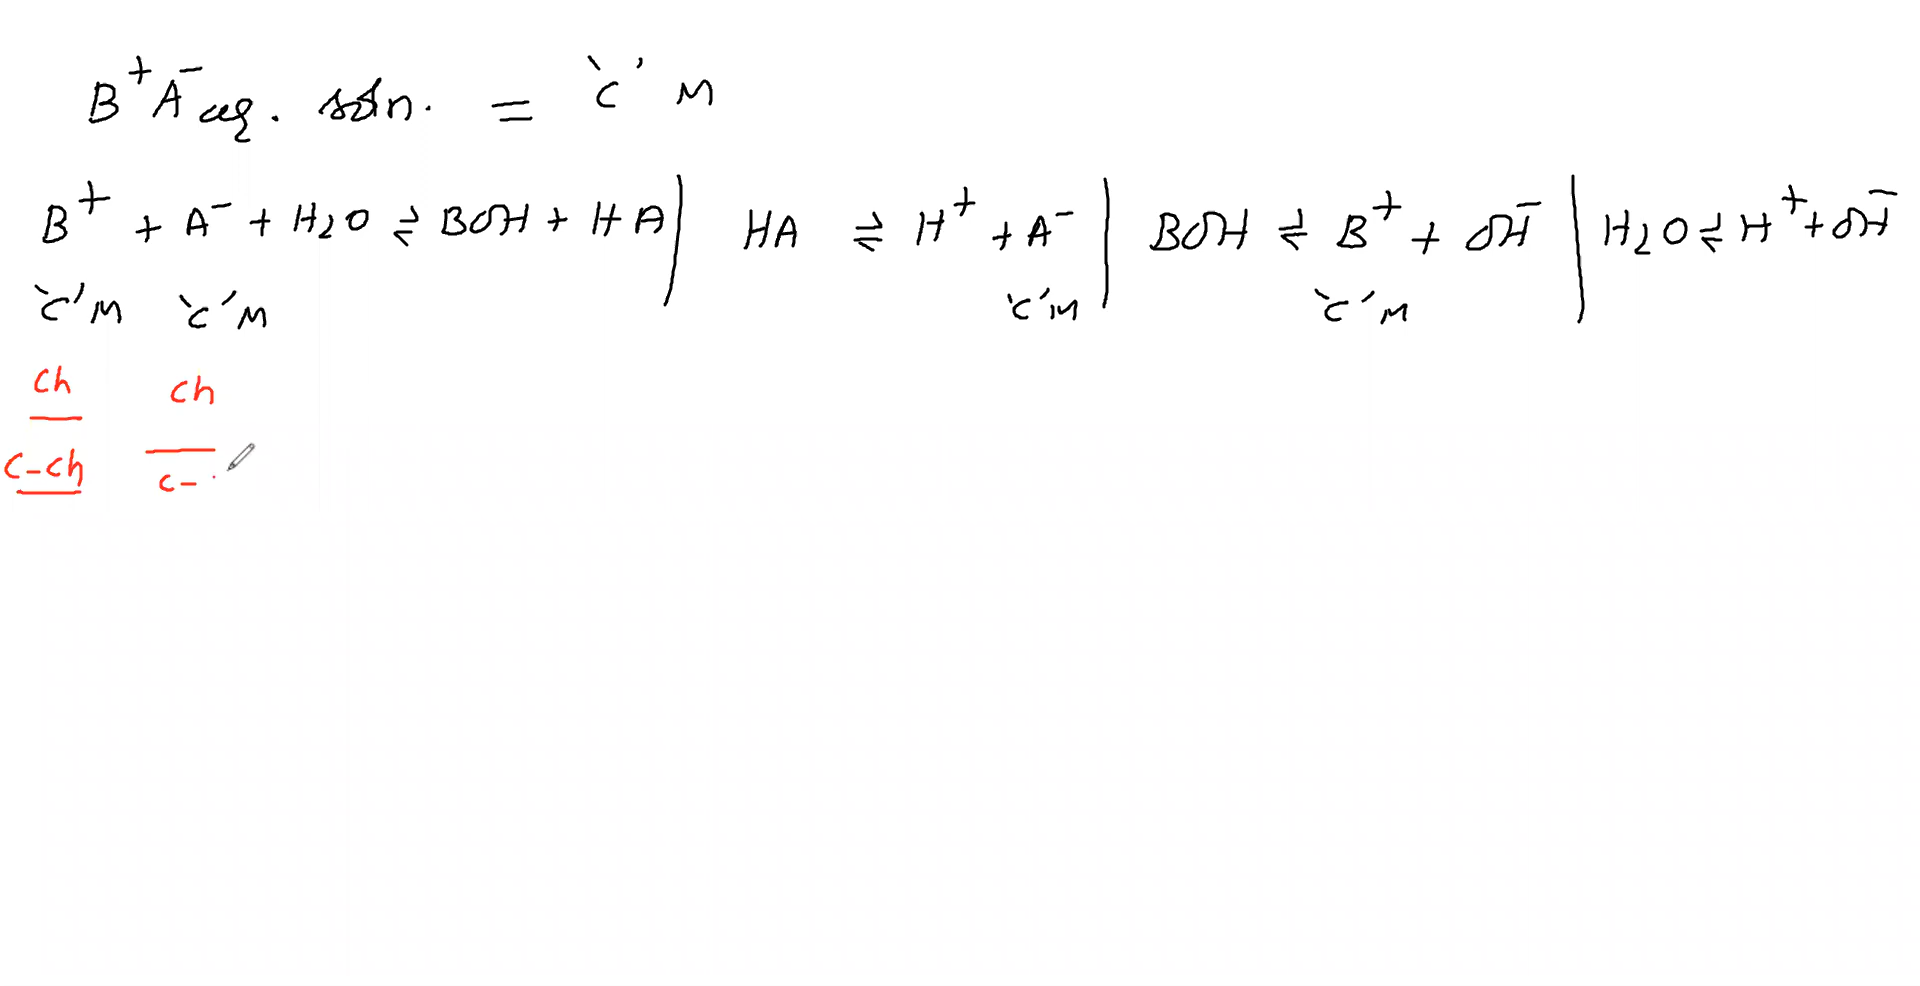 B⁺A⁻ aq. soln. = 'c' M
B⁺ + A⁻ + H₂O ⇌ BOH + HA | HA ⇌ H⁺ + A⁻ | BOH ⇌ B⁺ + OH⁻ | H₂O ⇌ H⁺ + OH⁻
'c' M 'c' M 'c' M 'c' M
ch ch
c-ch c-